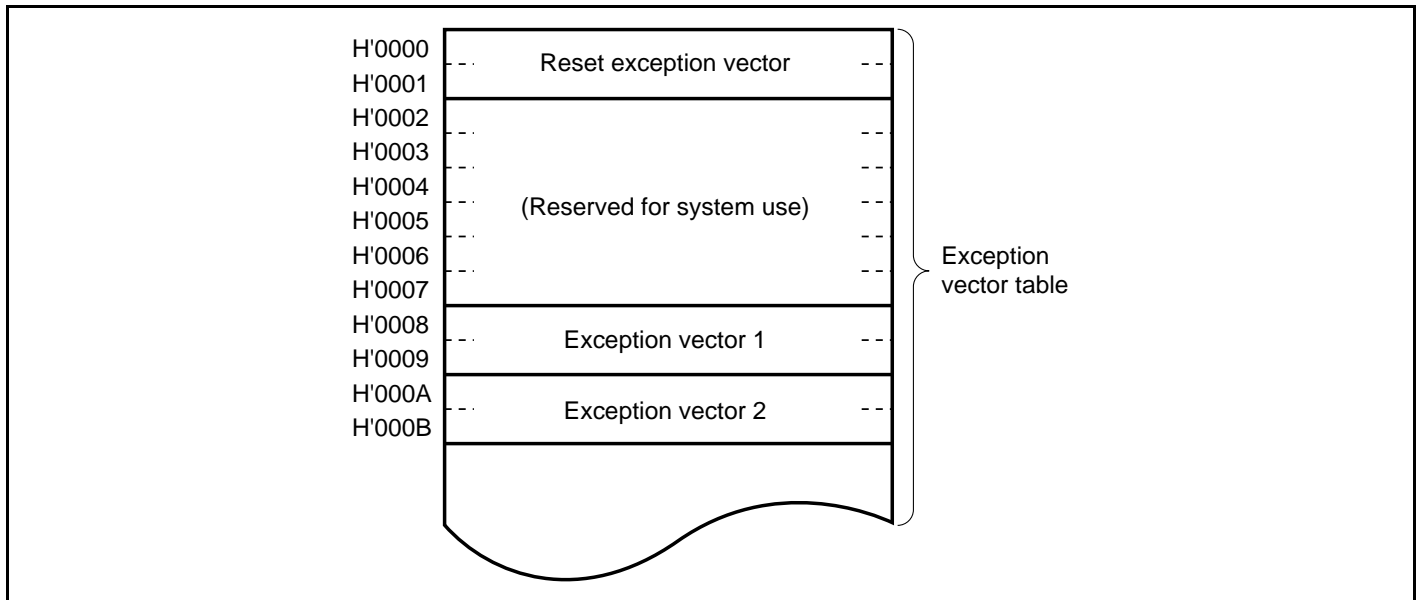 H'0000
Reset exception vector
H'0001
H'0002
H'0003
H'0004
(Reserved for system use)
H'0005
H'0006
Exception
vector table
H'0007
H'0008
Exception vector 1
H'0009
H'000A
Exception vector 2
H'000B